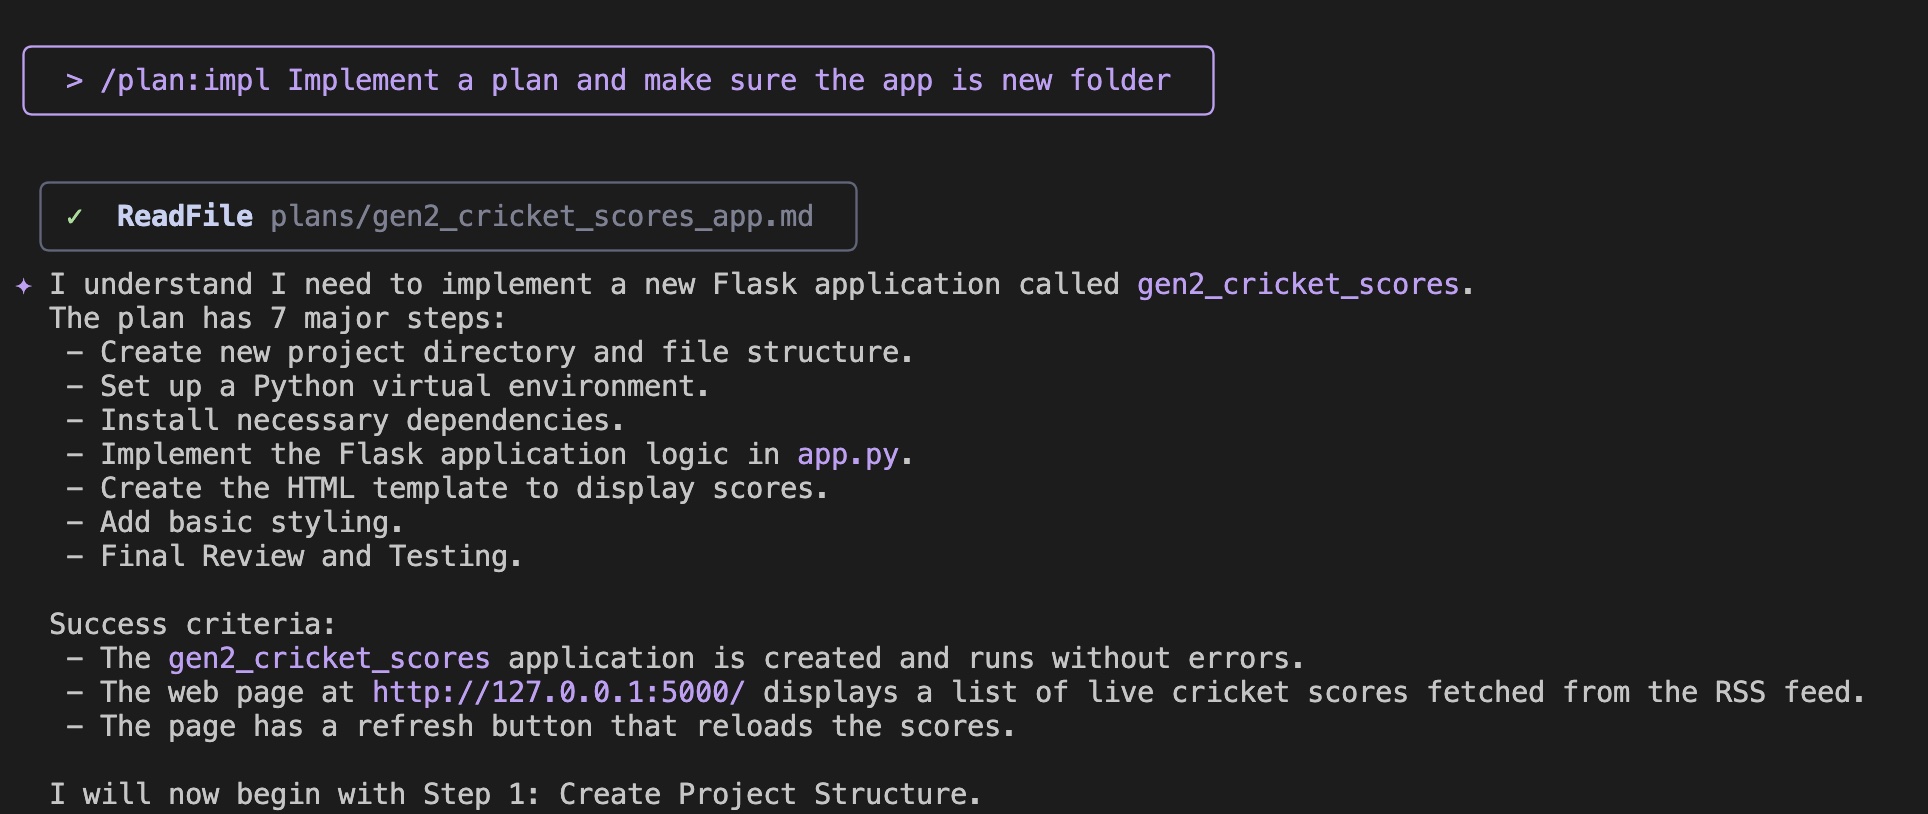 > /plan:impl Implement a plan and make sure the app is new folder
✓ ReadFile plans/gen2_cricket_scores_app.md
✦ I understand I need to implement a new Flask application called gen2_cricket_scores.
The plan has 7 major steps:
- Create new project directory and file structure.
- Set up a Python virtual environment.
- Install necessary dependencies.
- Implement the Flask application logic in app.py.
- Create the HTML template to display scores.
- Add basic styling.
- Final Review and Testing.
Success criteria:
- The gen2_cricket_scores application is created and runs without errors.
- The web page at http://127.0.0.1:5000/ displays a list of live cricket scores fetched from the RSS feed.
- The page has a refresh button that reloads the scores.
I will now begin with Step 1: Create Project Structure.